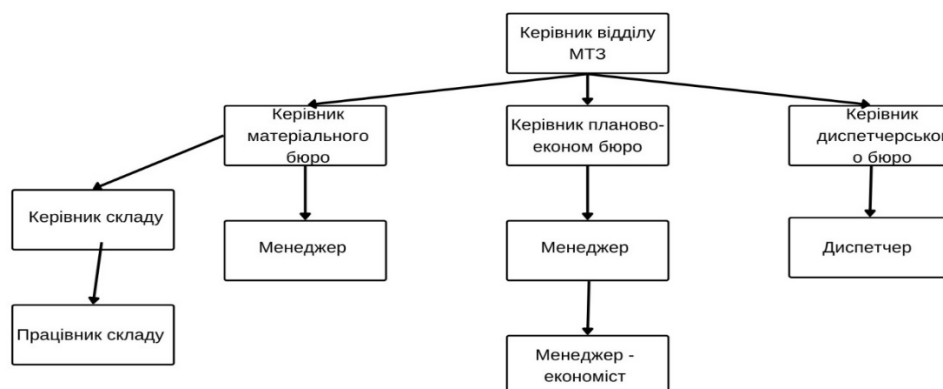 Керівник відділу
МТЗ
Керівник
матеріального
бюро
Керівник планово-
економ бюро
Керівник
диспетчерськог
о бюро
Керівник складу
Менеджер
Менеджер
Диспетчер
Працівник складу
Менеджер -
економіст